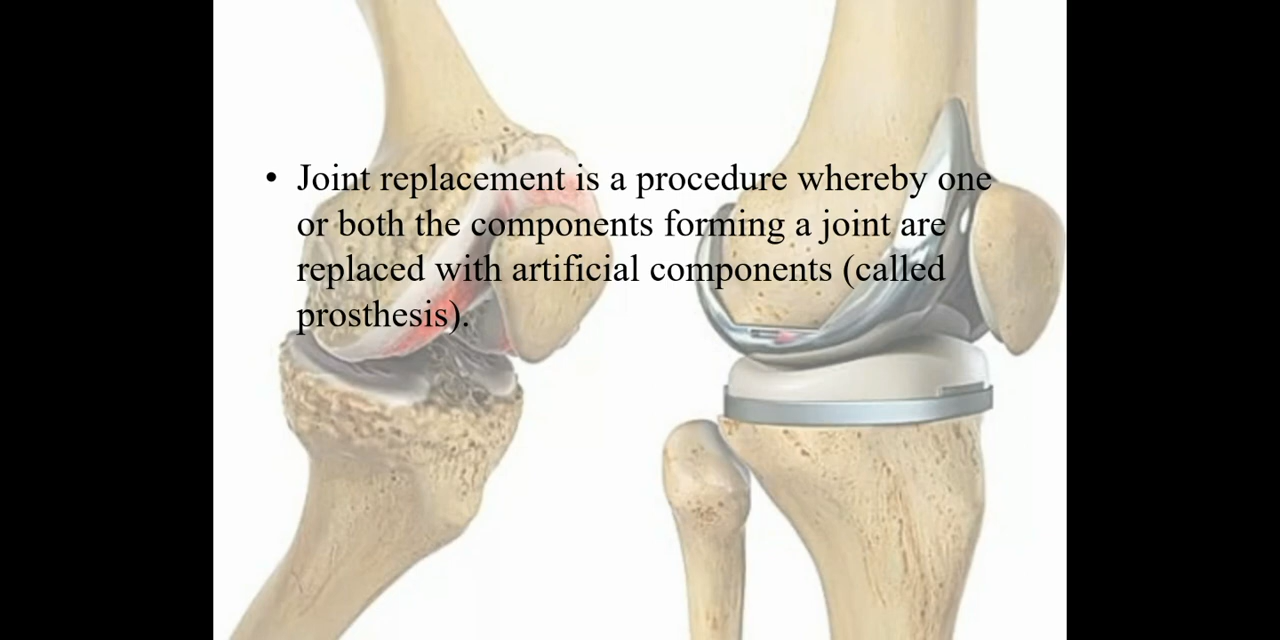 • Joint replacement is a procedure whereby one
or both the components forming a joint are
replaced with artificial components (called
prosthesis).